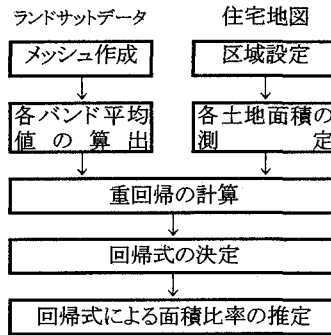 ランドサットデータ
住宅地図
メッシュ作成
区域設定
各バンド平均
値の算出
各土地面積の
測定
重回帰の計算
回帰式の決定
回帰式による面積比率の推定